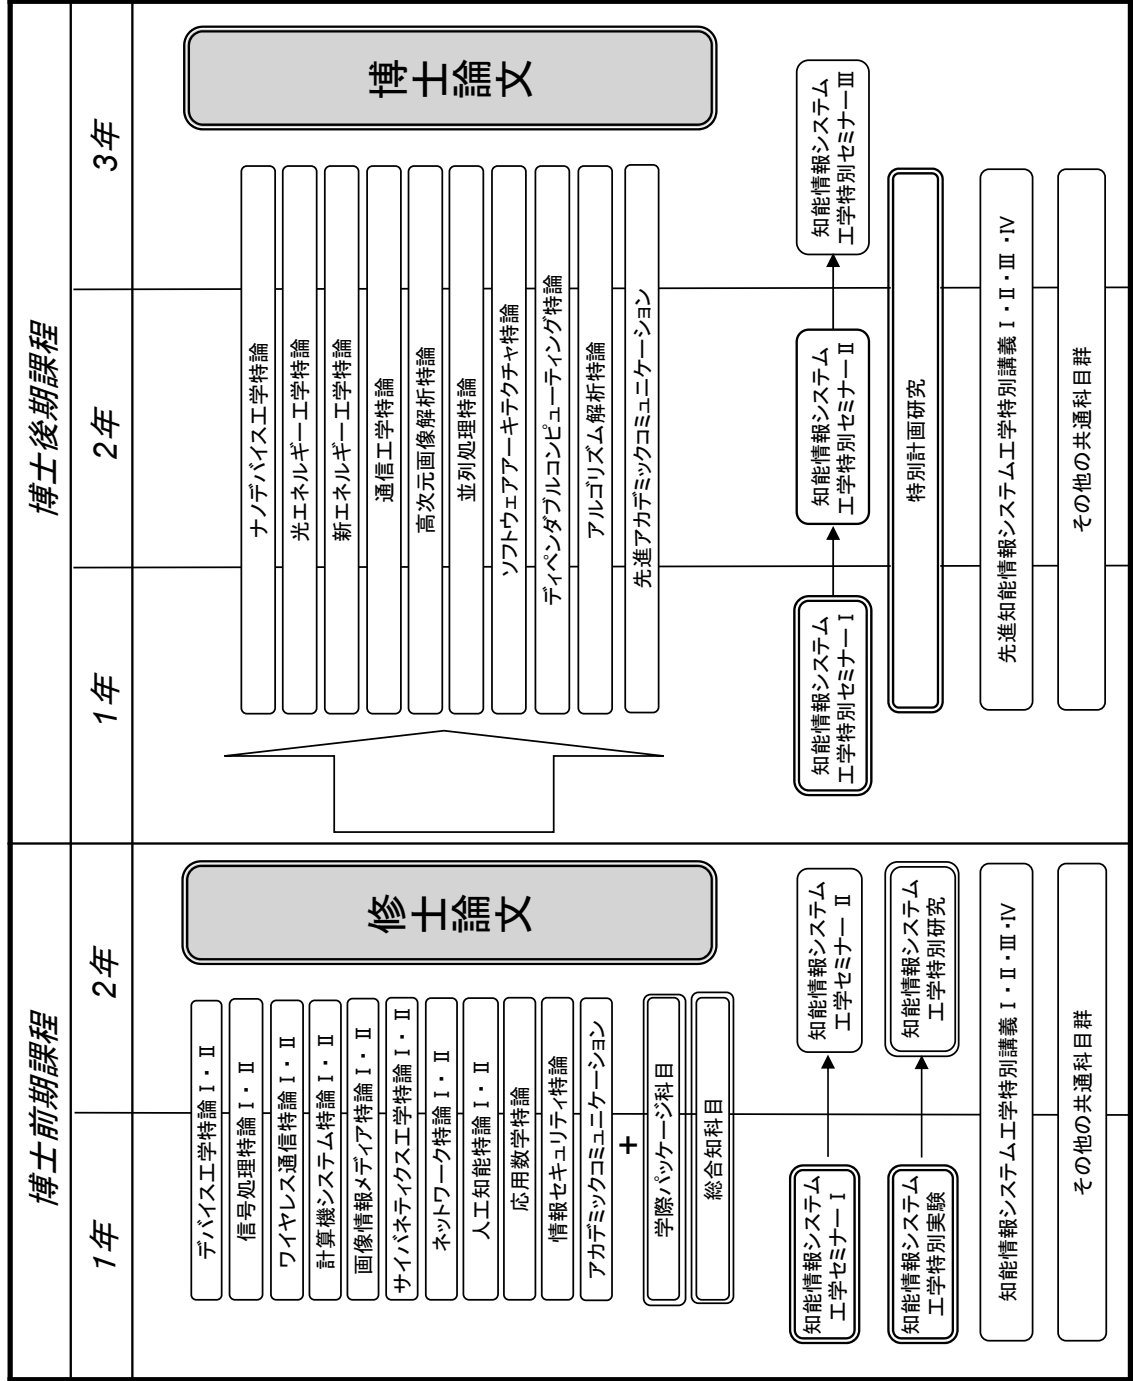 博士前期課程
1年
2年
デバイス工学特論Ⅰ・Ⅱ
信号処理特論Ⅰ・Ⅱ
ワイヤレス通信特論Ⅰ・Ⅱ
計算機システム特論Ⅰ・Ⅱ
画像情報メディア特論Ⅰ・Ⅱ
サイバネティクス工学特論Ⅰ・Ⅱ
ネットワーク特論Ⅰ・Ⅱ
人工知能特論Ⅰ・Ⅱ
応用数学特論
情報セキュリティ特論
アカデミックコミュニケーション
+
学際パッケージ科目
総合知科目
修士論文
知能情報システム
工学セミナーⅠ
知能情報システム
工学セミナーⅡ
知能情報システム
工学特別実験
知能情報システム
工学特別研究
知能情報システム工学特別講義Ⅰ・Ⅱ・Ⅲ・Ⅳ
その他の共通科目群
博士後期課程
1年
2年
3年
ナノデバイス工学特論
光エネルギー工学特論
新エネルギー工学特論
通信工学特論
高次元画像解析特論
並列処理特論
ソフトウェアアーキテクチャ特論
ディペンダブルコンピューティング特論
アルゴリズム解析特論
先進アカデミックコミュニケーション
博士論文
知能情報システム
工学特別セミナーⅠ
知能情報システム
工学特別セミナーⅡ
知能情報システム
工学特別セミナーⅢ
特別計画研究
先進知能情報システム工学特別講義Ⅰ・Ⅱ・Ⅲ・Ⅳ
その他の共通科目群